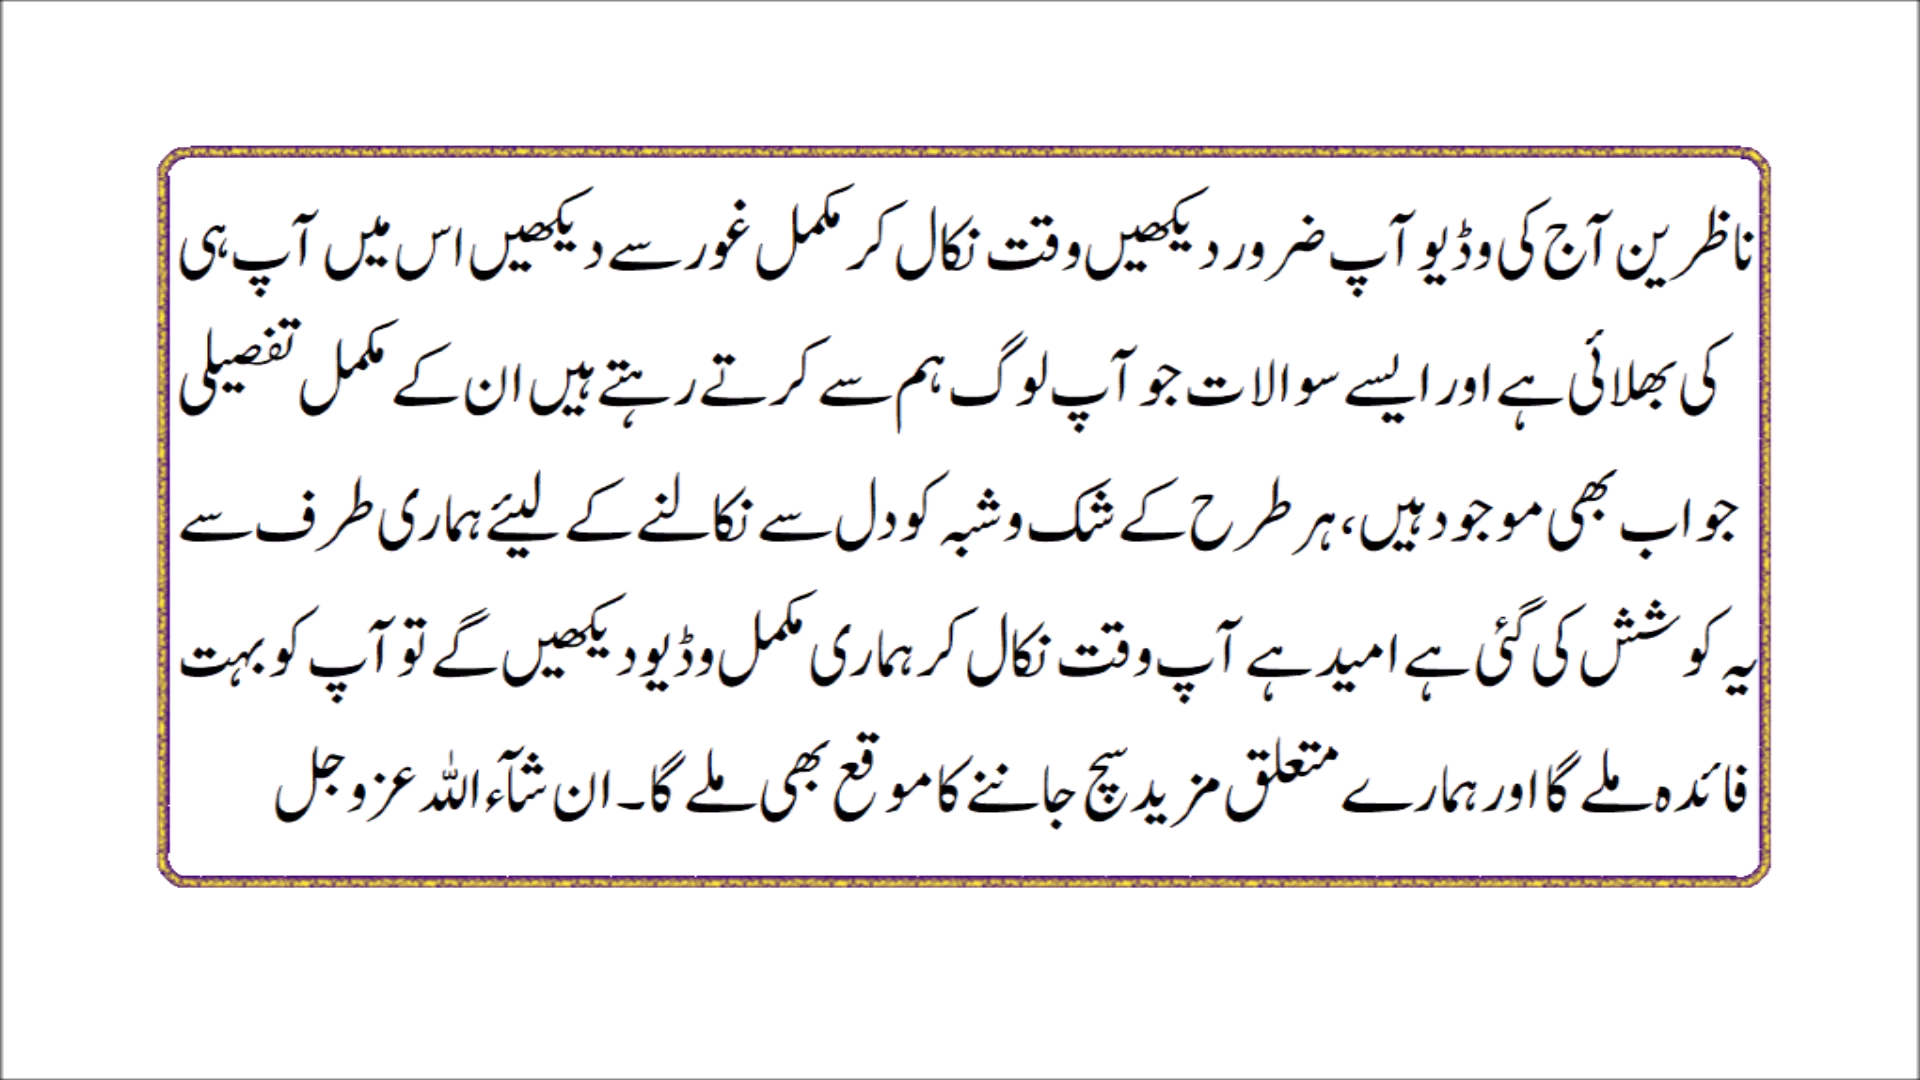 ناظرین آج کی وڈیو آپ ضرور دیکھیں وقت نکال کر مکمل غور سے دیکھیں اس میں آپ ہی
کی بھلائی ہے اور ایسے سوالات جو آپ لوگ ہم سے کرتے رہتے ہیں ان کے مکمل تفصیلی
جواب بھی موجود ہیں، ہر طرح کے شک و شبہ کو دل سے نکالنے کے لیئے ہماری طرف سے
یہ کوشش کی گئی ہے امید ہے آپ وقت نکال کر ہماری مکمل وڈیو دیکھیں گے تو آپ کو بہت
فائدہ ملے گا اور ہمارے متعلق مزید سچ جاننے کا موقع بھی ملے گا۔ ان شآء اللہ عزوجل